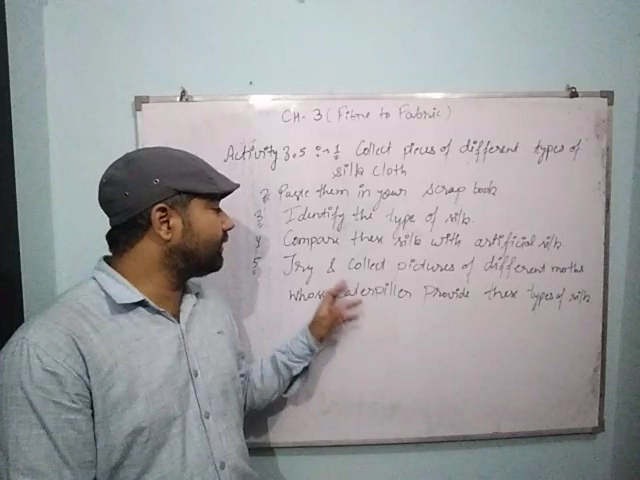 CH- 3 ( Fibre to Fabric )
Activity 3.5 :→ 1 Collect pieces of different types of
silk cloth
2 Paste them in your scrap book
3 Identify the type of silk
4 Compare these silk with artificial silk
5 Try & collect pictures of different moths
whose caterpiller Provide these types of silk